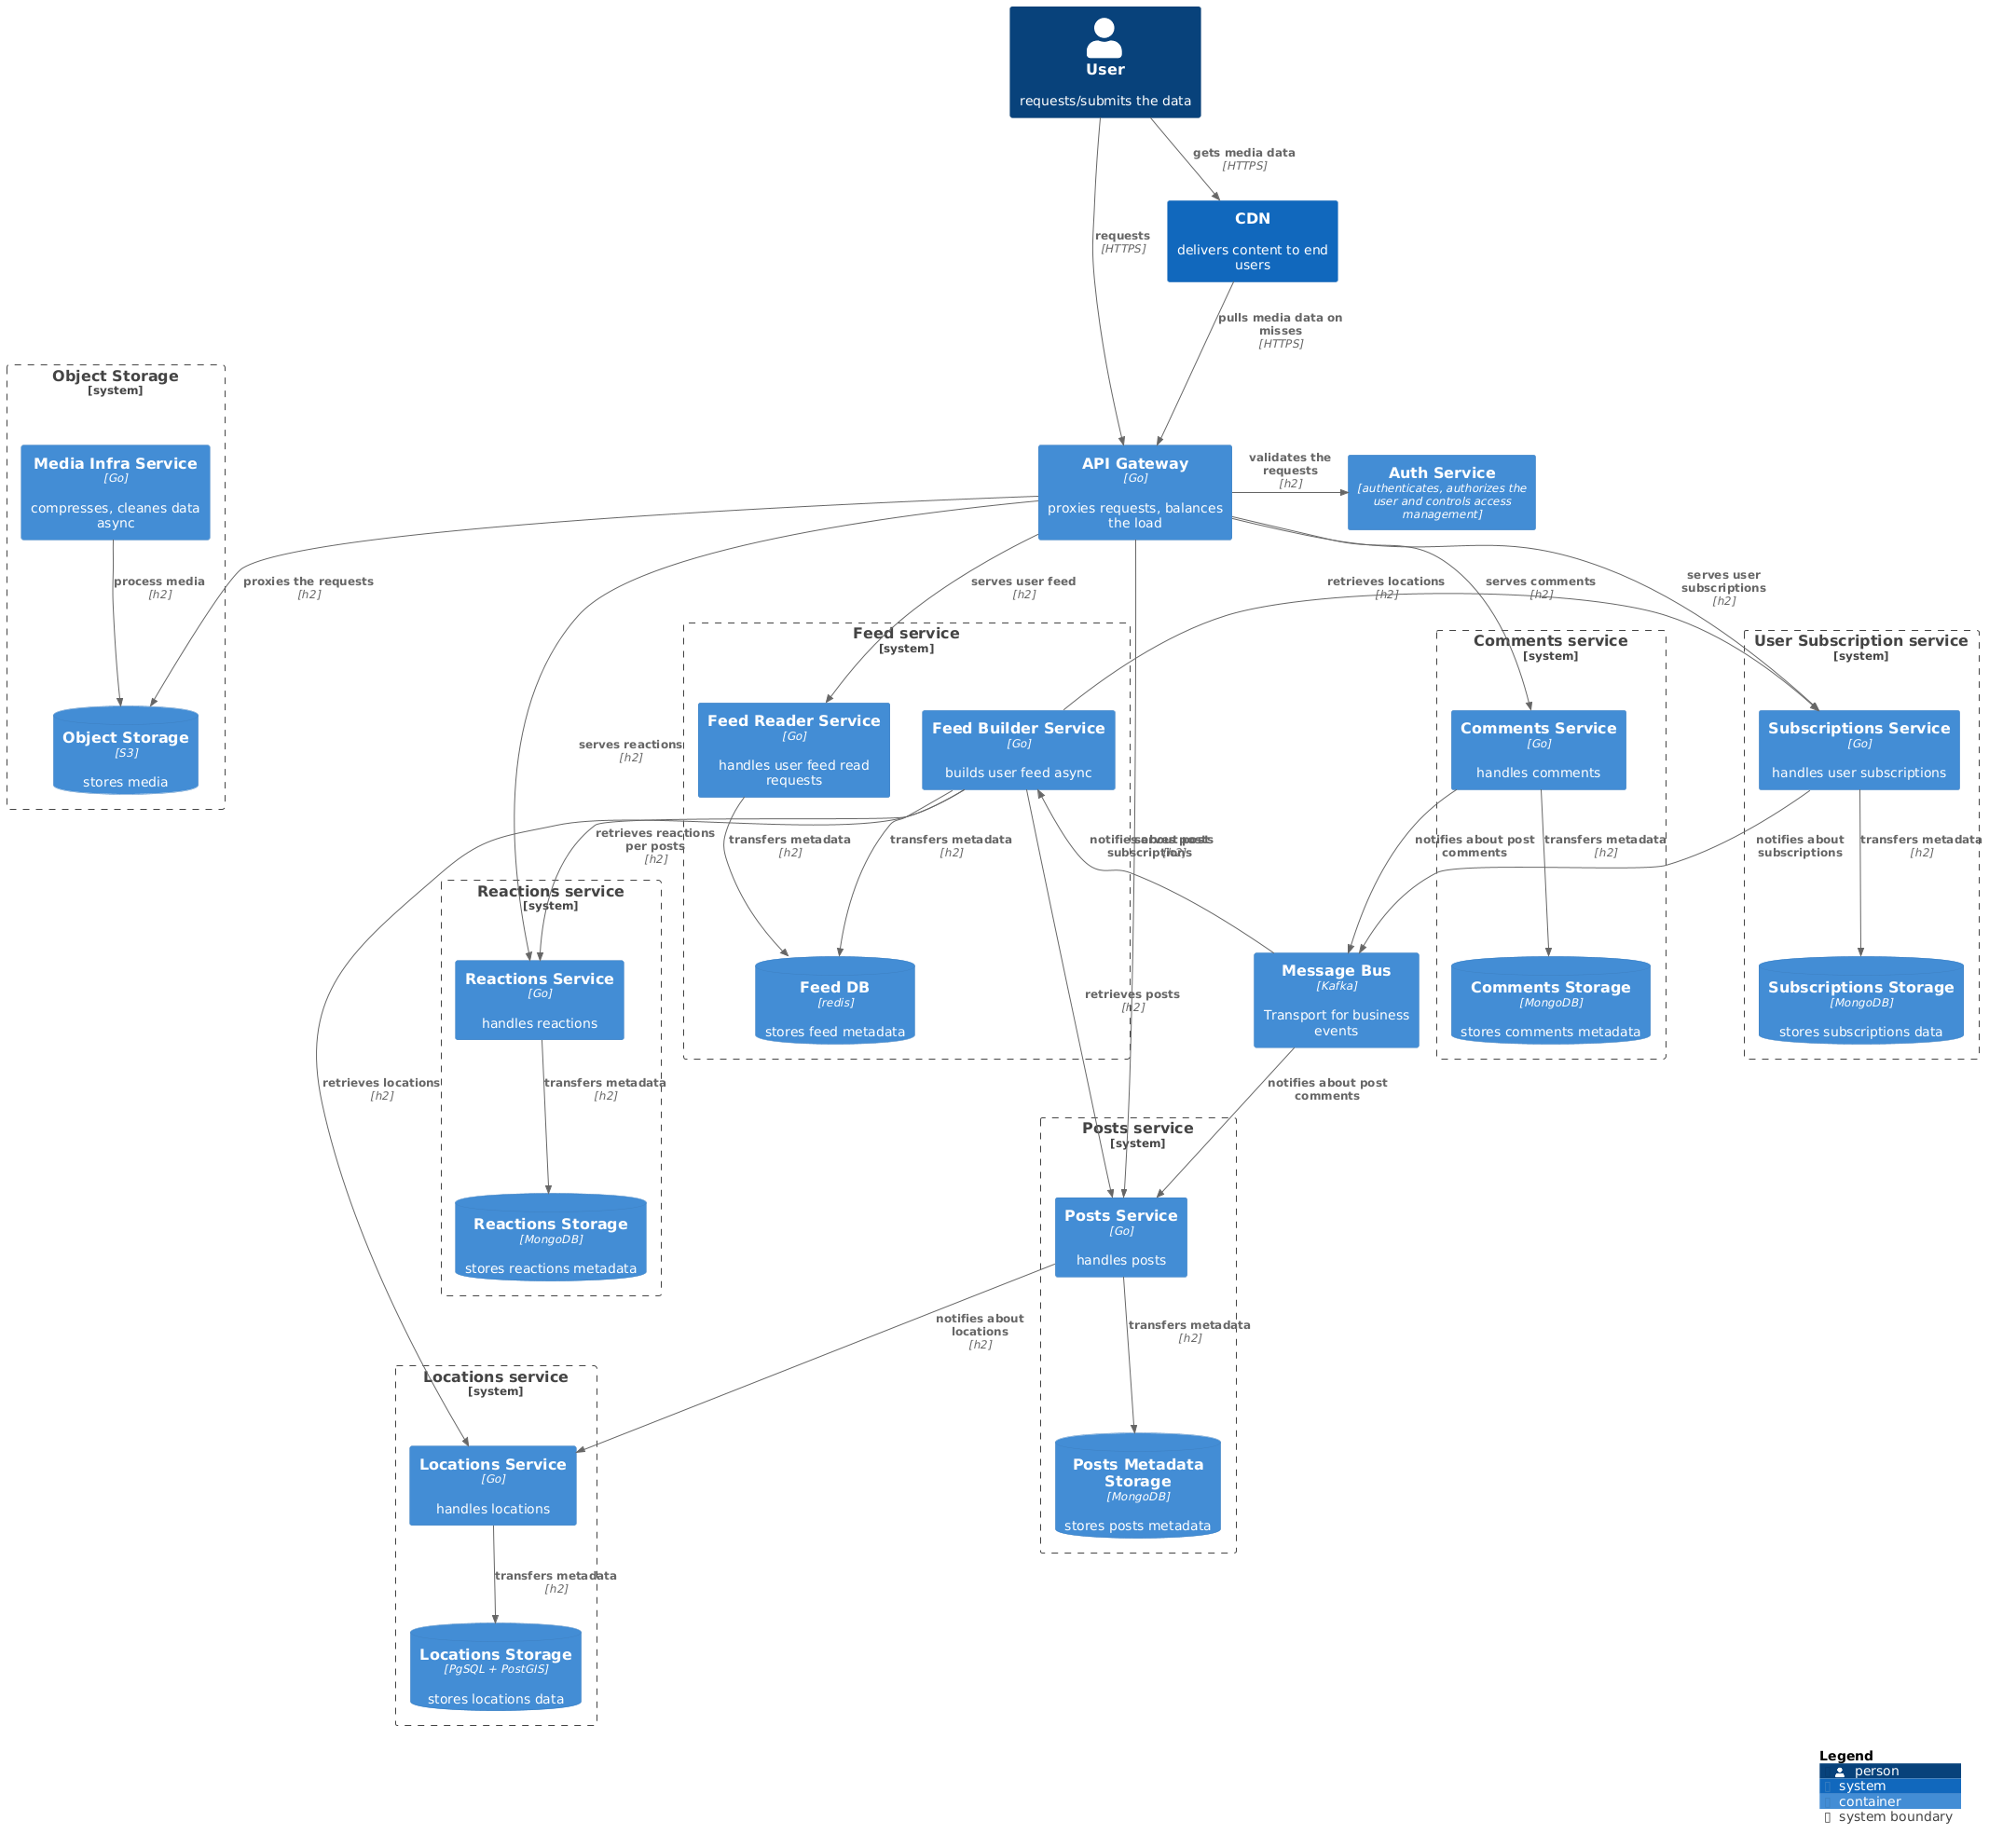 User
requests/submits the data
gets media data
[HTTPS]
CDN
delivers content to end
users
requests
[HTTPS]
pulls media data on
misses
[HTTPS]
Object Storage
[system]
Media Infra Service
[Go]
compresses, cleanes data
async
API Gateway
[Go]
proxies requests, balances
the load
validates the
requests
[h2]
Auth Service
[authenticates, authorizes the
user and controls access
management]
process media
[h2]
proxies the requests
[h2]
serves user feed
[h2]
retrieves locations
[h2]
serves comments
[h2]
serves user
subscriptions
[h2]
Object Storage
[S3]
stores media
serves reactions
[h2]
Feed service
[system]
Feed Reader Service
[Go]
handles user feed read
requests
Feed Builder Service
[Go]
builds user feed async
Comments service
[system]
Comments Service
[Go]
handles comments
User Subscription service
[system]
Subscriptions Service
[Go]
handles user subscriptions
retrieves reactions
per posts
[h2]
transfers metadata
[h2]
transfers metadata
[h2]
notifies about post
subscriptions
serves posts
[h2]
notifies about post
comments
transfers metadata
[h2]
notifies about
subscriptions
transfers metadata
[h2]
Reactions service
[system]
Reactions Service
[Go]
handles reactions
Feed DB
[redis]
stores feed metadata
retrieves posts
[h2]
Message Bus
[Kafka]
Transport for business
events
Comments Storage
[MongoDB]
stores comments metadata
Subscriptions Storage
[MongoDB]
stores subscriptions data
retrieves locations
[h2]
transfers metadata
[h2]
notifies about post
comments
Posts service
[system]
Posts Service
[Go]
handles posts
Reactions Storage
[MongoDB]
stores reactions metadata
notifies about
locations
[h2]
transfers metadata
[h2]
Locations service
[system]
Locations Service
[Go]
handles locations
Posts Metadata
Storage
[MongoDB]
stores posts metadata
transfers metadata
[h2]
Locations Storage
[PgSQL + PostGIS]
stores locations data
Legend
person
system
container
system boundary